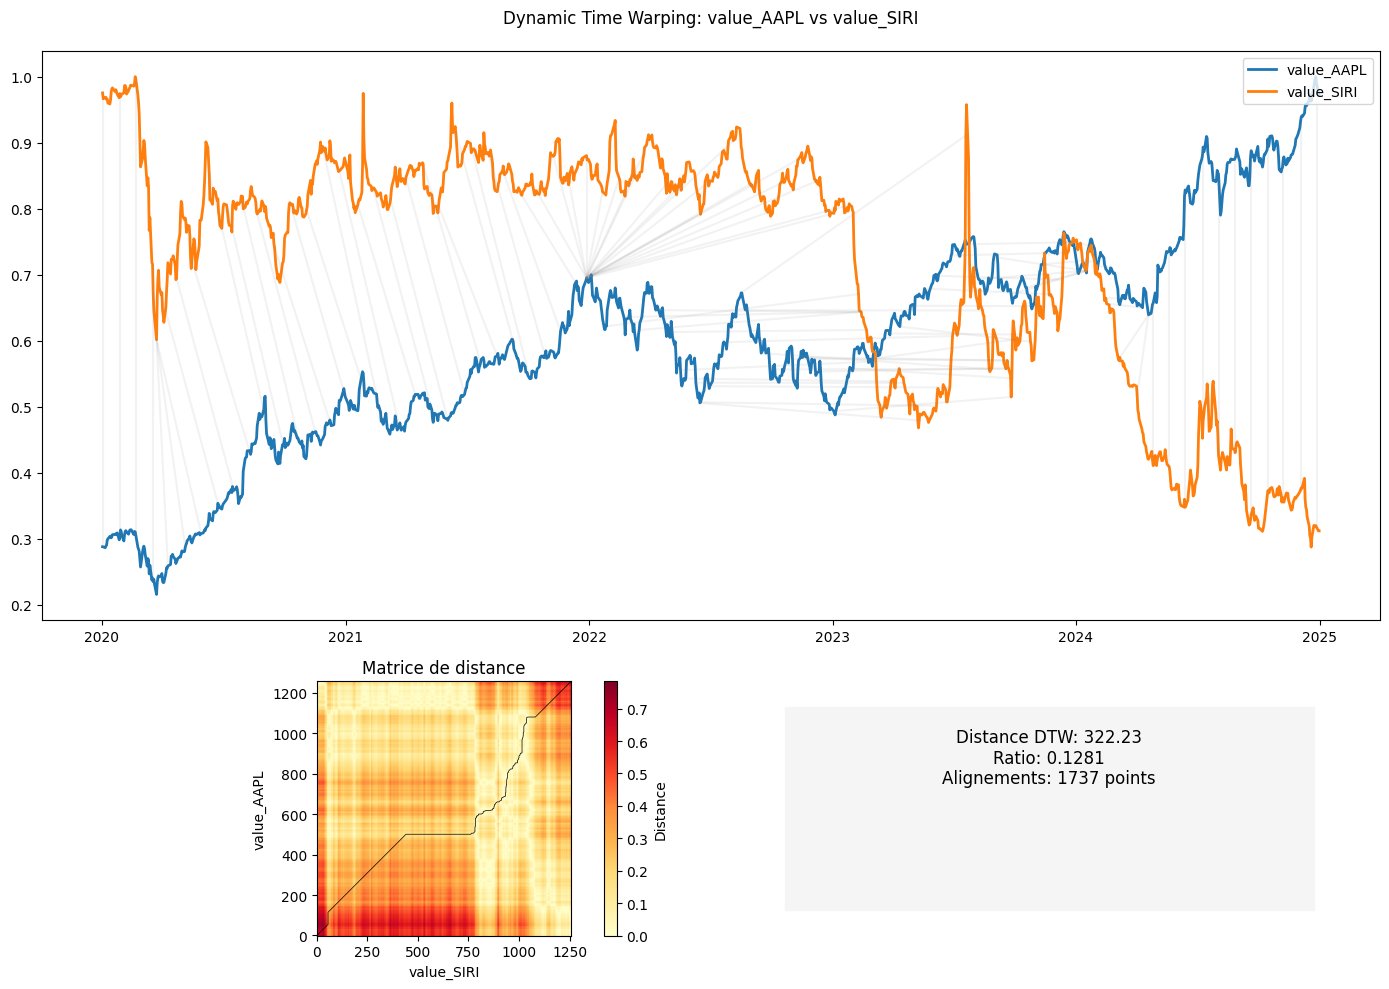 Dynamic Time Warping: value_AAPL vs value_SIRI
value_AAPL
value_SIRI
1.0
0.9
0.8
0.7
0.6
0.5
0.4
0.3
0.2
2020 2021 2022 2023 2024 2025
Matrice de distance
value_AAPL
1200
1000
800
600
400
200
0
0 250 500 750 1000 1250
value_SIRI
0.7
0.6
0.5
0.4
0.3
0.2
0.1
0.0
Distance
Distance DTW: 322.23
Ratio: 0.1281
Alignements: 1737 points